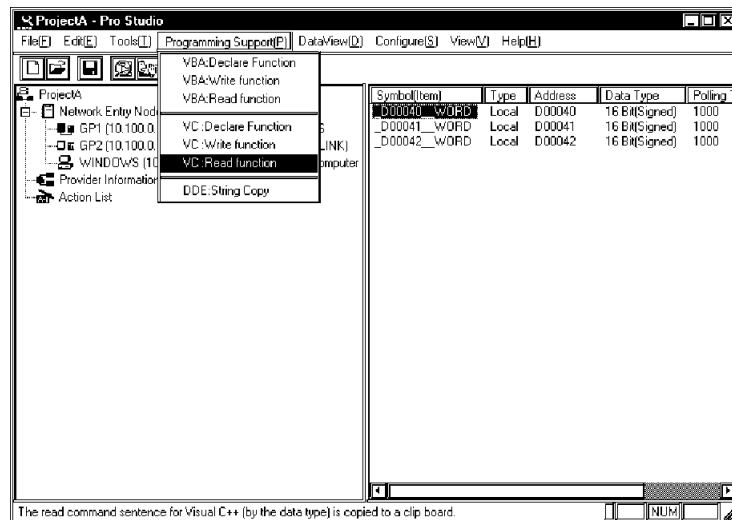 ProjectA - Pro Studio
File[F] Edit[E] Tools[T] Programming Support[P] DataView[D] Configure[S] View[V] Help[H]
VBA:Declare Function
VBA:Write function
VBA:Read function
VC :Declare Function
VC :Write function
VC :Read function
DDE:String Copy
ProjectA
Network Entry Node
GP1 (10.100.0. S
GP2 (10.100.0. LINK)
WINDOWS (10 omputer
Provider Information
Action List
Symbol(Item) Type Address Data Type Polling
_D00040__WORD Local D00040 16 Bit(Signed) 1000
_D00041__WORD Local D00041 16 Bit(Signed) 1000
_D00042__WORD Local D00042 16 Bit(Signed) 1000
The read command sentence for Visual C++ (by the data type) is copied to a clip board.
NUM